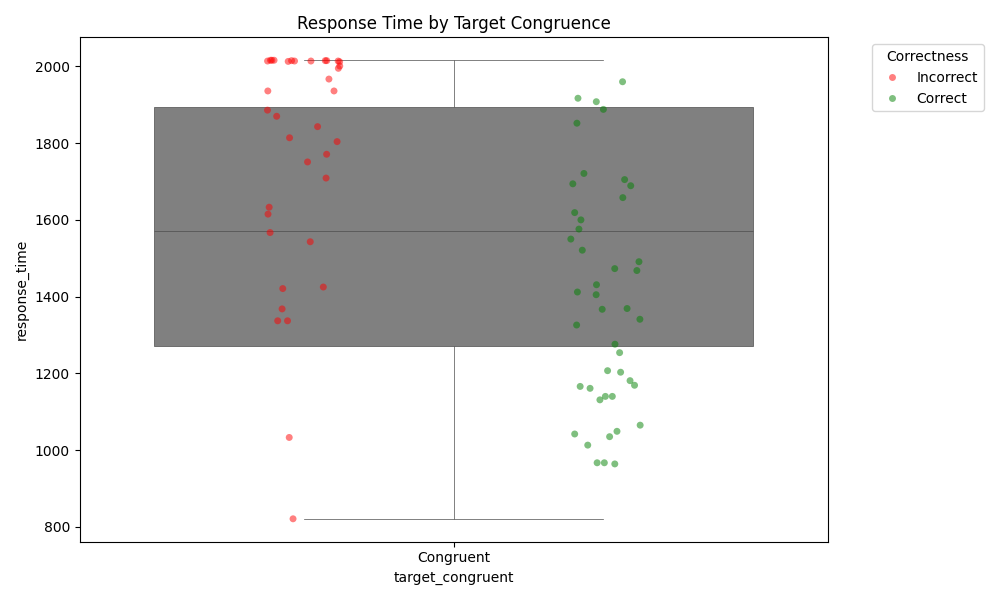 Response Time by Target Congruence
Correctness
Incorrect
Correct
response_time
2000
1800
1600
1400
1200
1000
800
Congruent
target_congruent